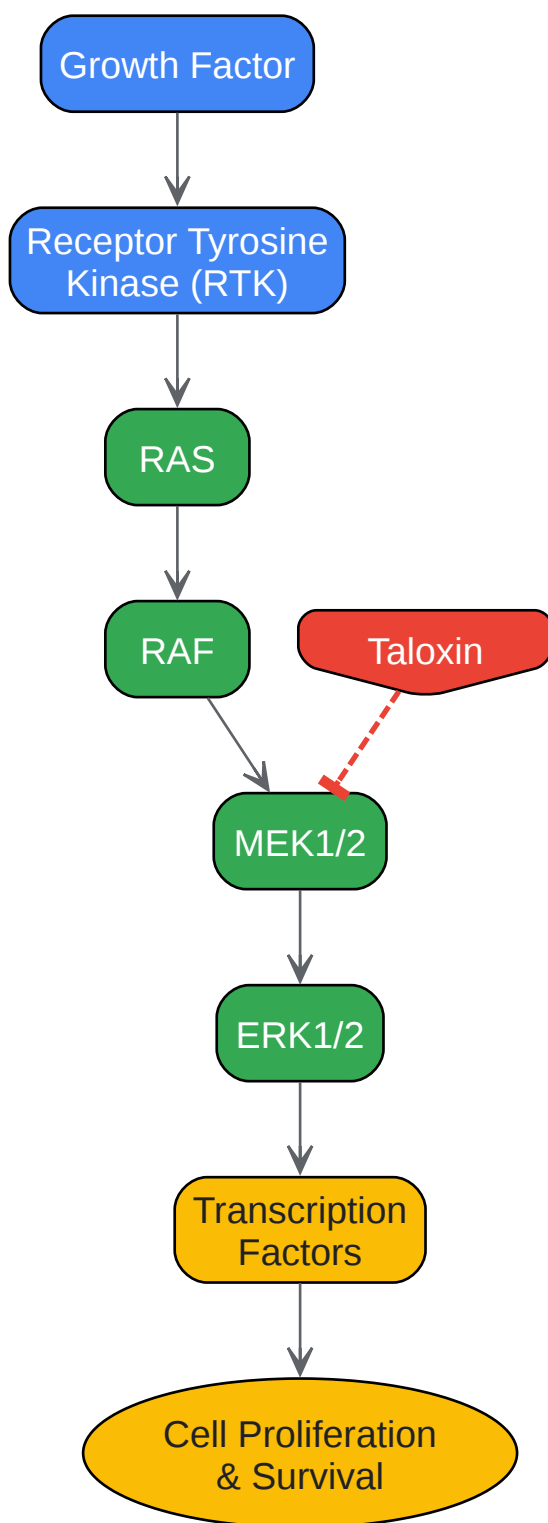 Growth Factor
Receptor Tyrosine
Kinase (RTK)
RAS
RAF
Taloxin
MEK1/2
ERK1/2
Transcription
Factors
Cell Proliferation
& Survival